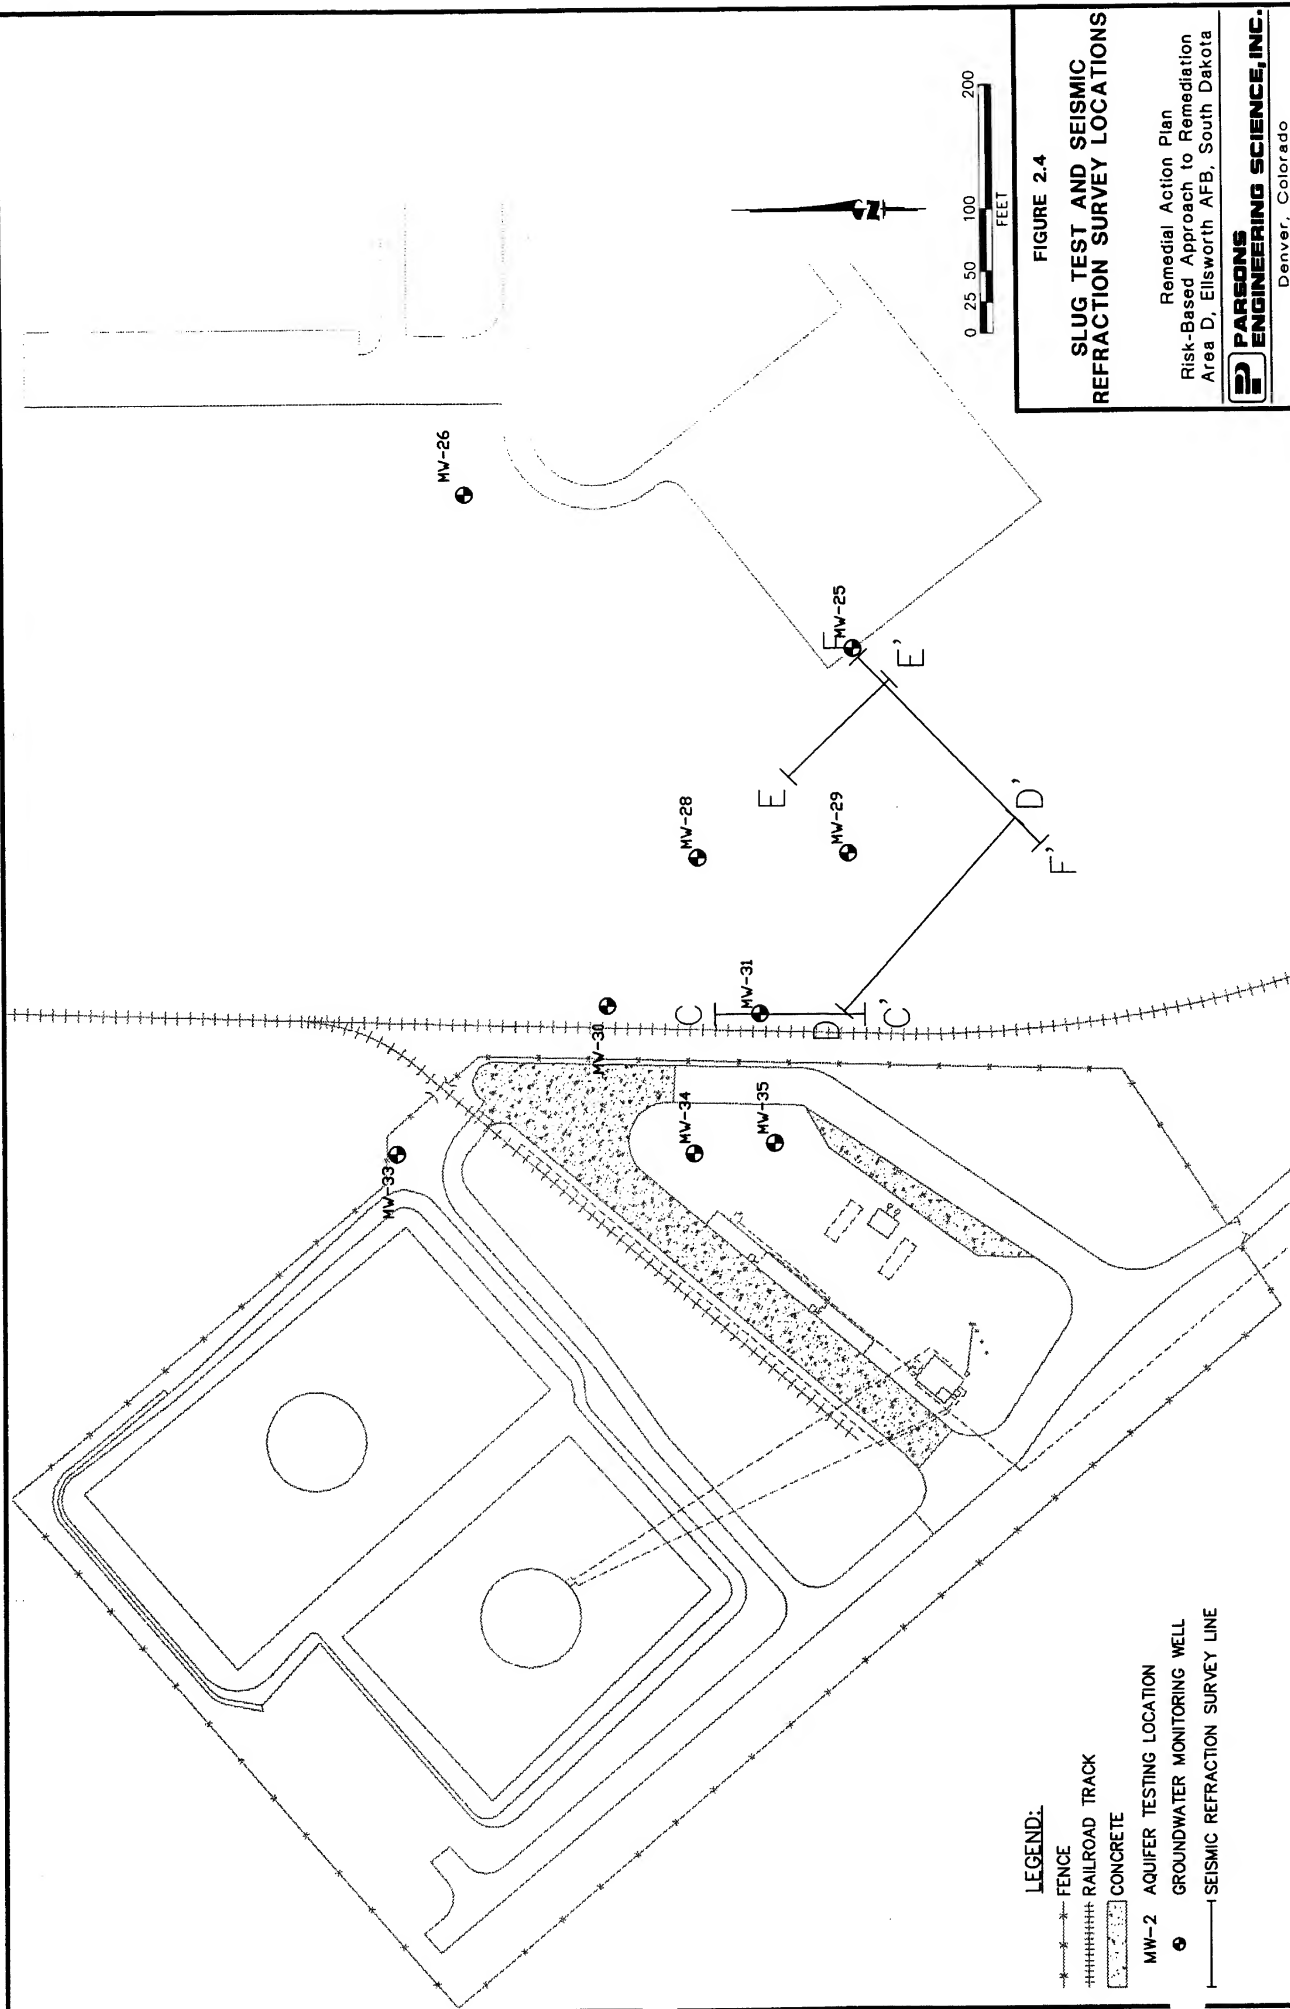 MW-26
MW-25
F
E'
E
MW-28
MW-29
D'
F'
MW-31
C
D
C'
MW-30
MW-34
MW-35
MW-33
N
0 25 50 100 200
FEET
LEGEND:
FENCE
RAILROAD TRACK
CONCRETE
MW-2 AQUIFER TESTING LOCATION
GROUNDWATER MONITORING WELL
SEISMIC REFRACTION SURVEY LINE
FIGURE 2.4
SLUG TEST AND SEISMIC
REFRACTION SURVEY LOCATIONS
Remedial Action Plan
Risk-Based Approach to Remediation
Area D, Ellsworth AFB, South Dakota
PARSONS
ENGINEERING SCIENCE, INC.
Denver, Colorado